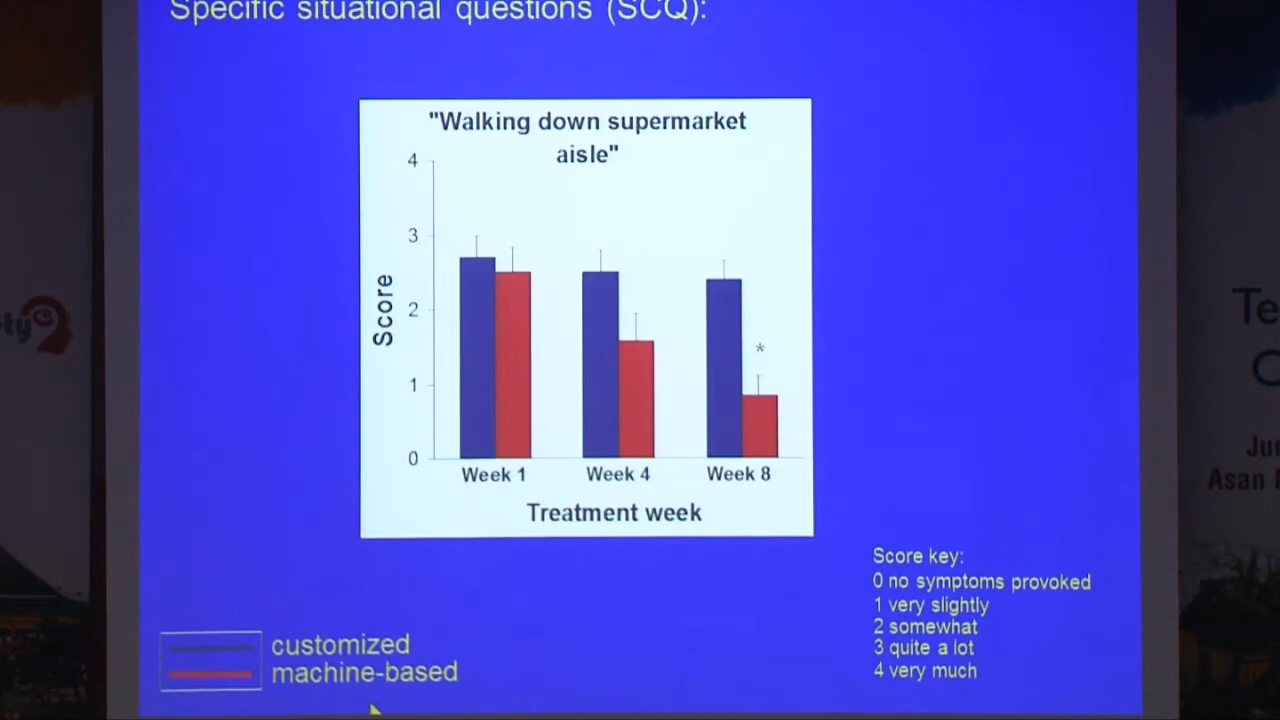 Specific situational questions (SCQ):
"Walking down supermarket
aisle"
4
3
2
1
0
Score
*
Week 1 Week 4 Week 8
Treatment week
Score key:
0 no symptoms provoked
1 very slightly
2 somewhat
3 quite a lot
4 very much
customized
machine-based
Asan